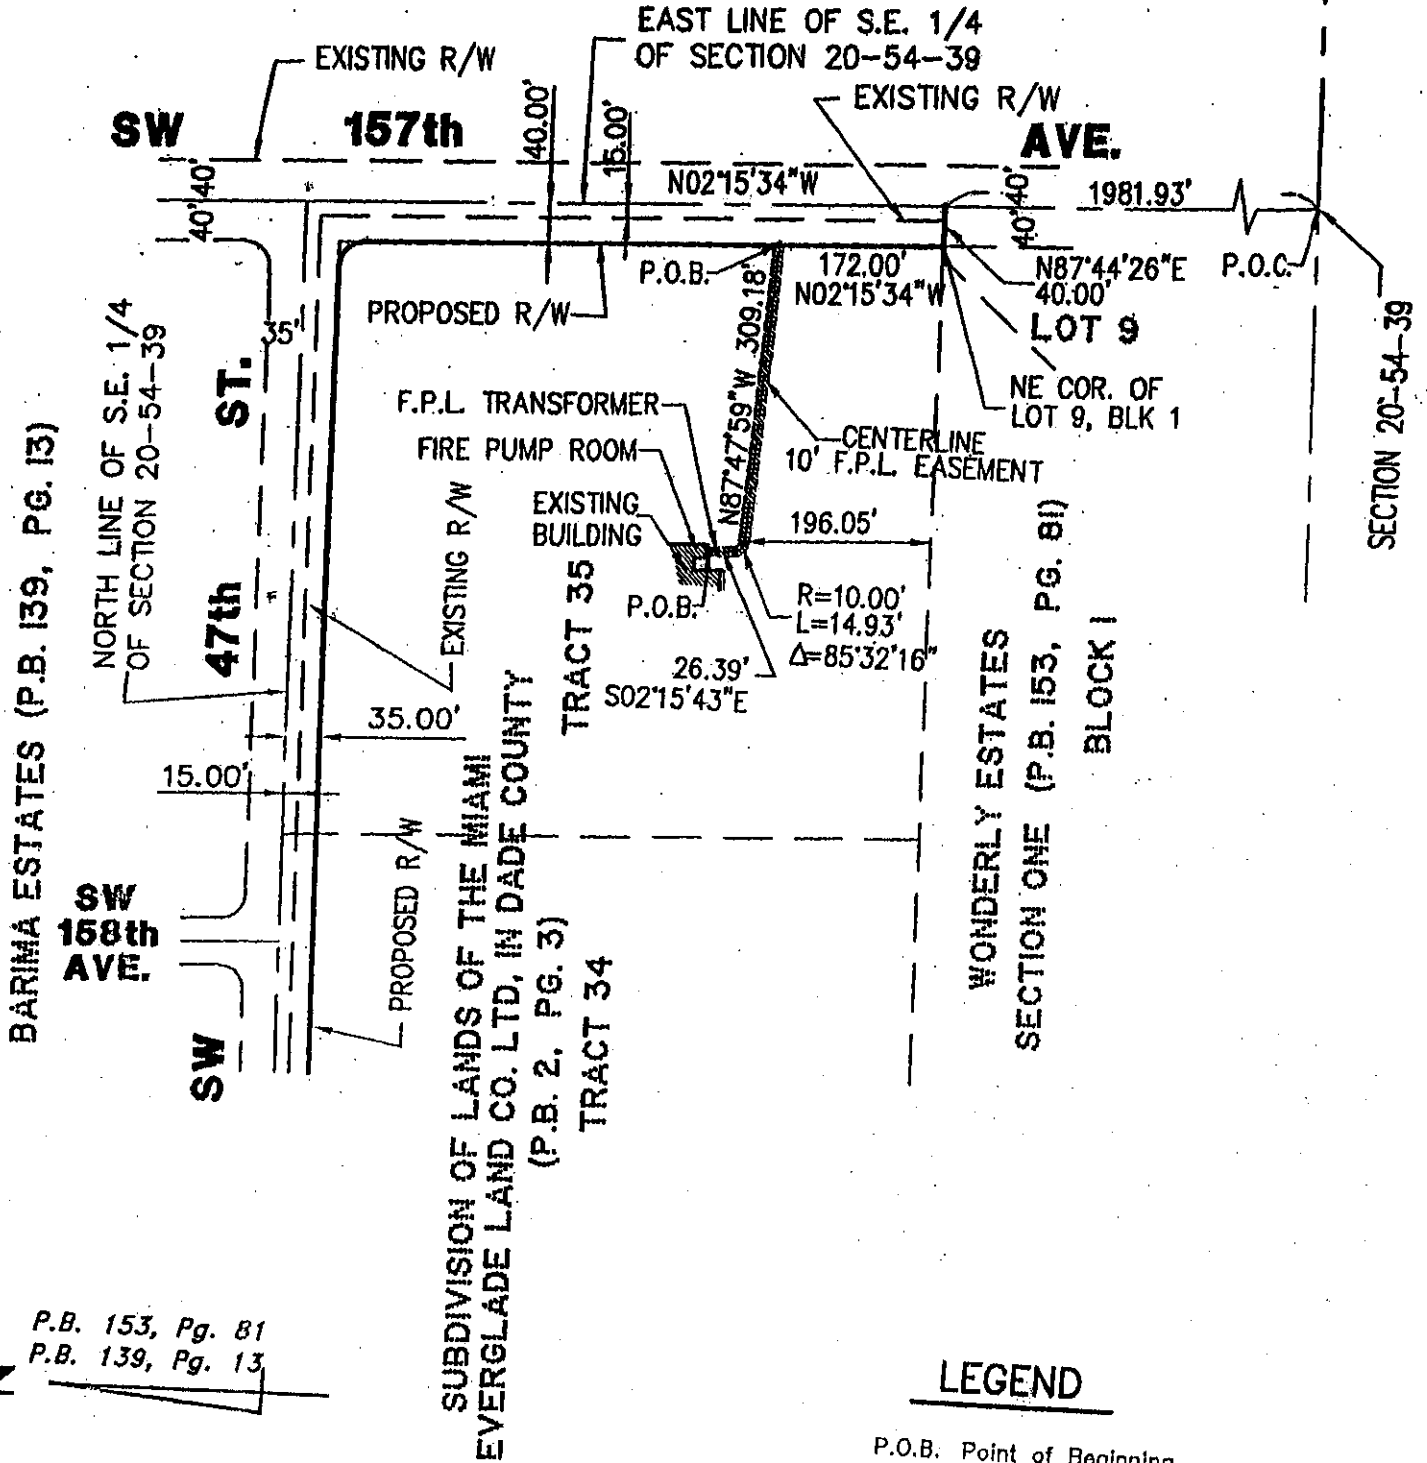 EAST LINE OF S.E. 1/4
OF SECTION 20-54-39
EXISTING R/W
EXISTING R/W
SW 157th AVE.
40.00'
15.00'
N02°15'34"W
40' 40'
40' 40'
1981.93'
P.O.B.
172.00'
N02°15'34"W
N87°44'26"E
40.00'
P.O.C.
LOT 9
PROPOSED R/W
35'
NORTH LINE OF S.E. 1/4
OF SECTION 20-54-39
SECTION 20-54-39
N87°47'59"W 309.18'
NE COR. OF
LOT 9, BLK 1
F.P.L. TRANSFORMER
FIRE PUMP ROOM
CENTERLINE
10' F.P.L. EASEMENT
EXISTING
BUILDING
196.05'
P.O.B.
R=10.00'
L=14.93'
Δ=85°32'16"
26.39'
S02°15'43"E
EXISTING R/W
TRACT 35
35.00'
15.00'
BARIMA ESTATES (P.B. 139, PG. 13)
SW 47th ST.
SW
158th
AVE.
PROPOSED R/W
SUBDIVISION OF LANDS OF THE MIAMI
EVERGLADE LAND CO. LTD, IN DADE COUNTY
(P.B. 2, PG. 3)
TRACT 34
WONDERLY ESTATES
SECTION ONE (P.B. 153, PG. 81)
BLOCK 1
P.B. 153, Pg. 81
P.B. 139, Pg. 13
LEGEND
P.O.B. Point of Beginning